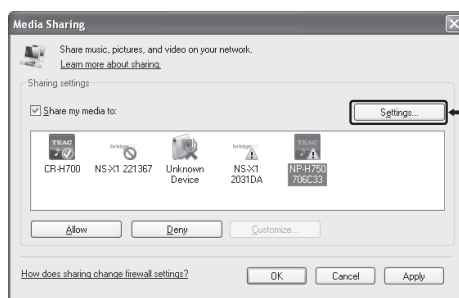 Media Sharing
Share music, pictures, and video on your network.
Learn more about sharing.
Sharing settings
Share my media to:
Settings...
TEAC
TEAC
CR-H700
NS-X1 221367
Unknown Device
NS-X1 2031DA
NP-H750 706C33
Allow
Deny
Customize...
How does sharing change firewall settings?
OK
Cancel
Apply